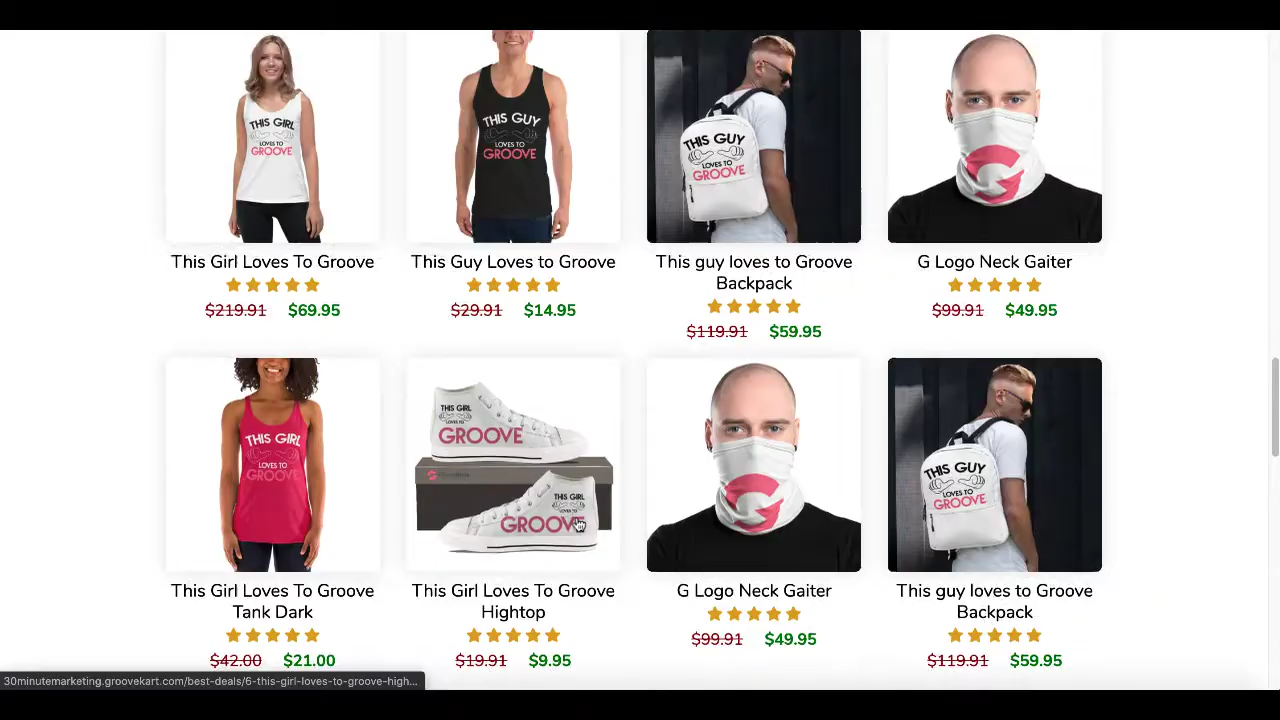 THIS GIRL
LOVES TO
GROOVE
THIS GUY
LOVES TO
GROOVE
THIS GUY
LOVES TO
GROOVE
G
This Girl Loves To Groove
$219.91 $69.95
This Guy Loves to Groove
$29.91 $14.95
This guy loves to Groove
Backpack
$119.91 $59.95
G Logo Neck Gaiter
$99.91 $49.95
THIS GIRL
LOVES TO
GROOVE
THIS GIRL
LOVES TO
GROOVE
THIS GIRL
LOVES TO
GROOVE
G
THIS GUY
LOVES TO
GROOVE
This Girl Loves To Groove
Tank Dark
$42.00 $21.00
This Girl Loves To Groove
Hightop
$19.91 $9.95
G Logo Neck Gaiter
$99.91 $49.95
This guy loves to Groove
Backpack
$119.91 $59.95
30minutemarketing.groovekart.com/best-deals/6-this-girl-loves-to-groove-high...